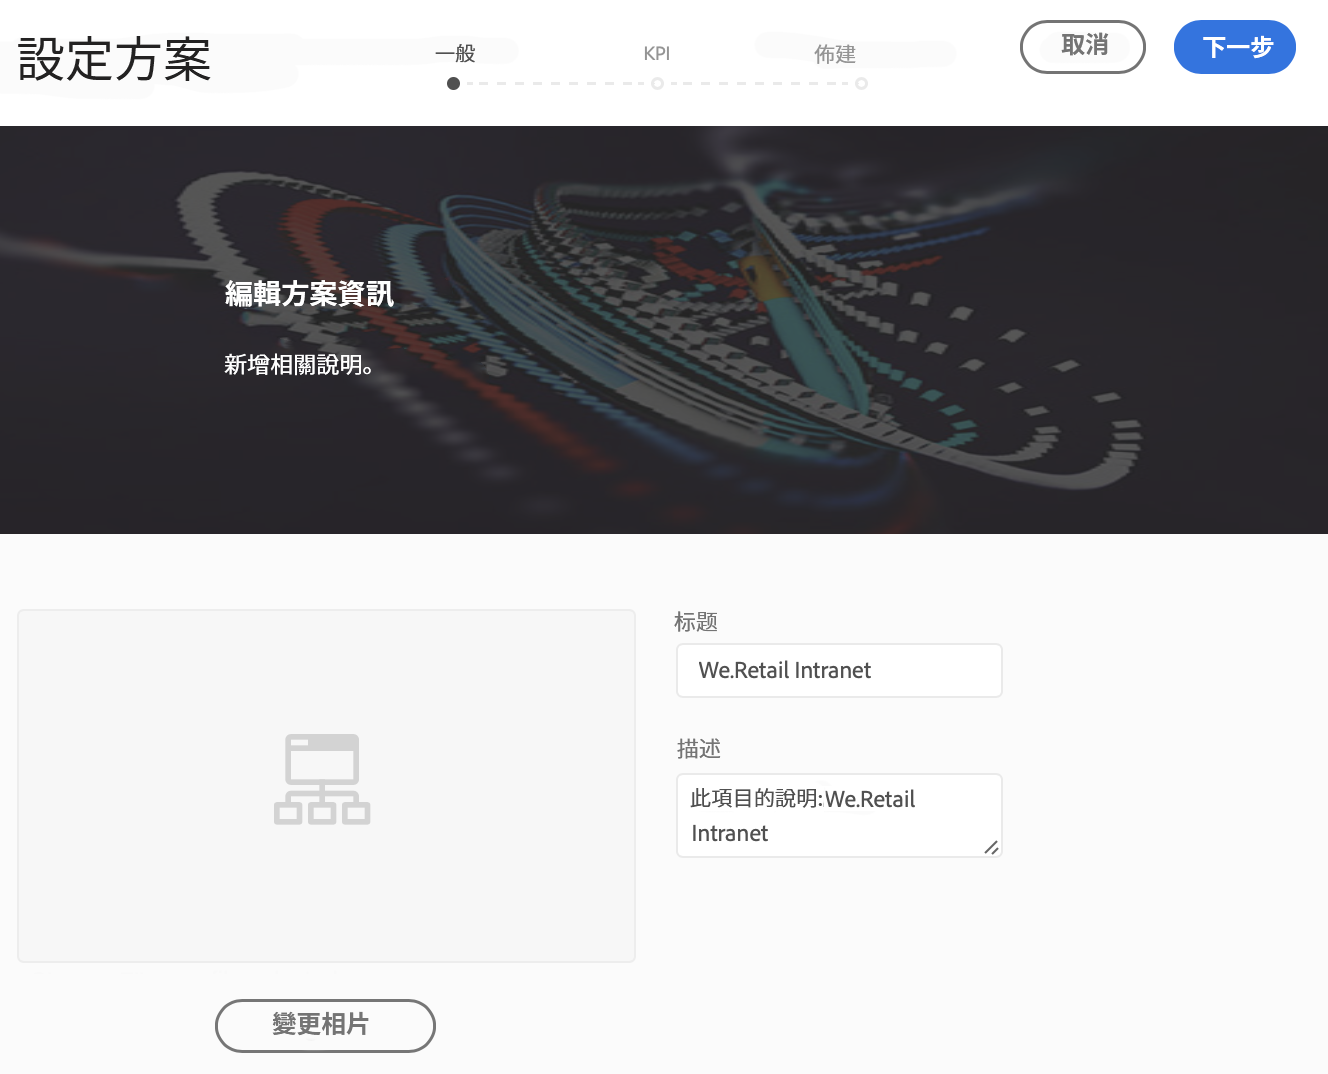 設定方案
一般
KPI
佈建
取消
下一步
編輯方案資訊
新增相關說明。
标题
We.Retail Intranet
描述
此項目的說明:We.Retail
Intranet
變更相片